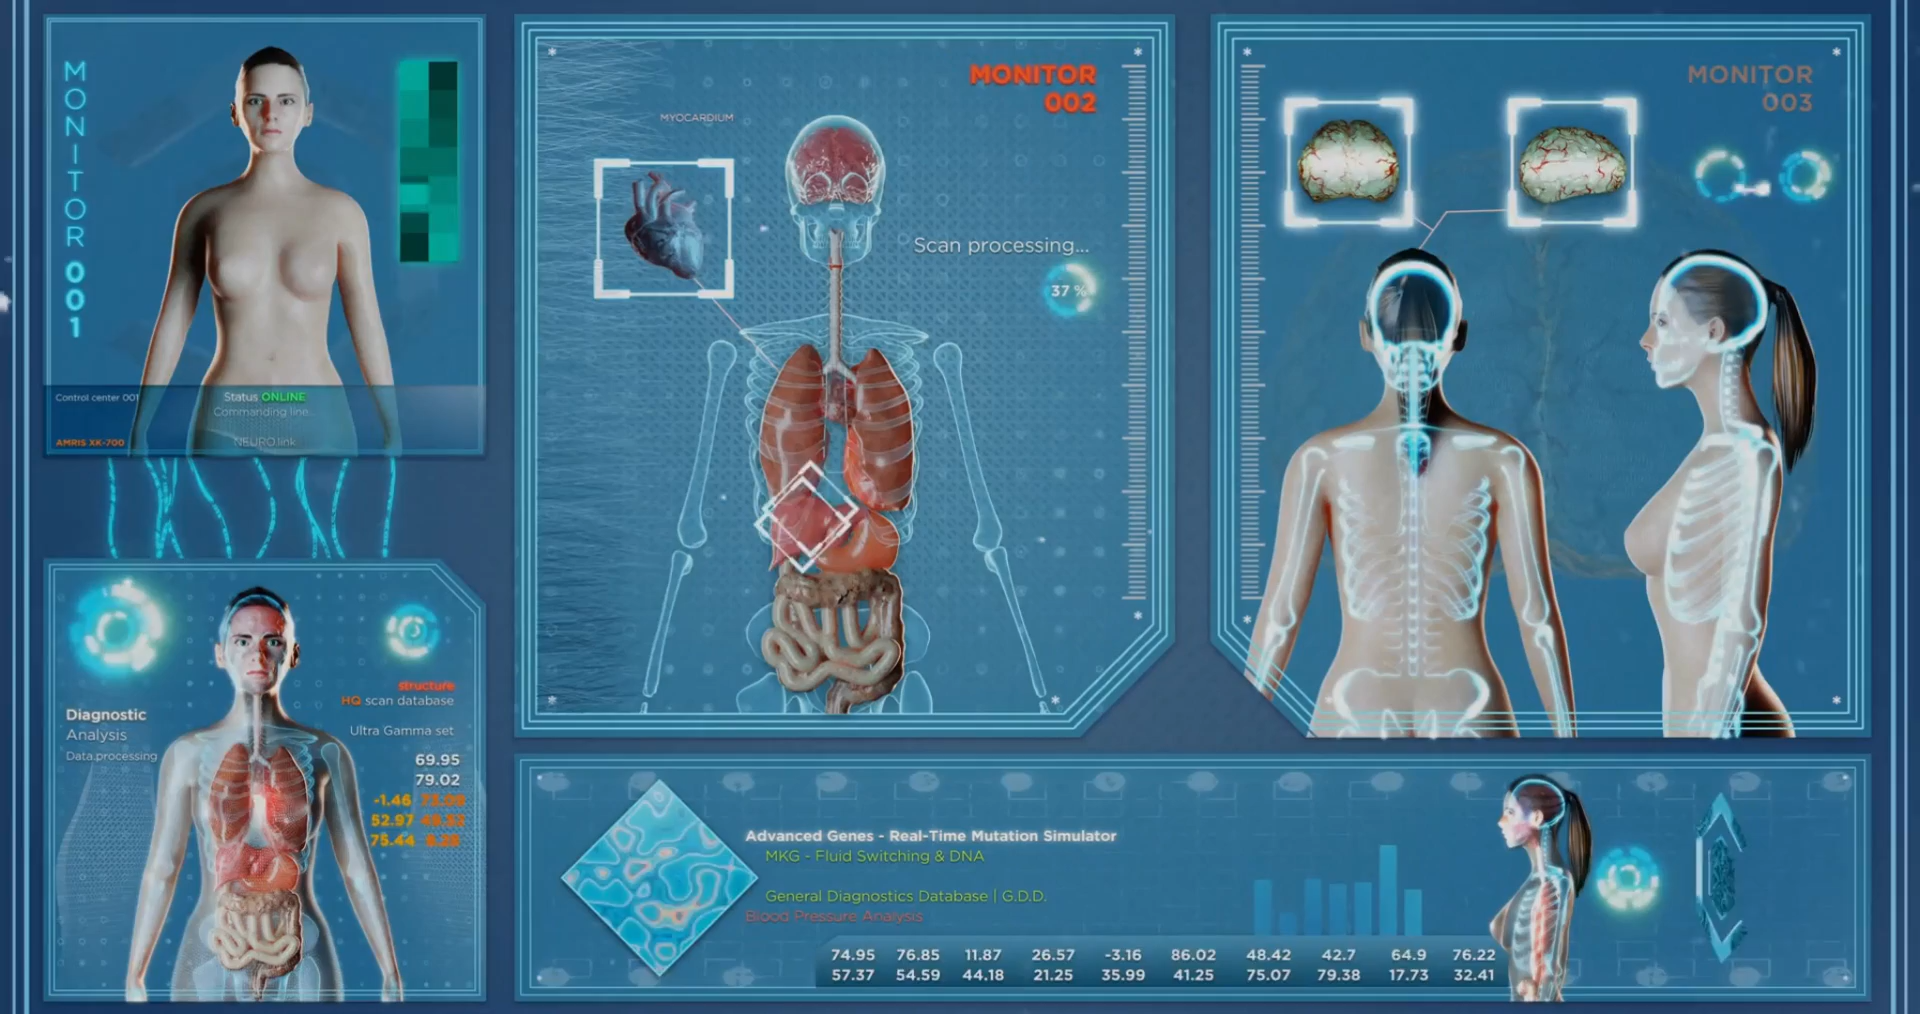 MONITOR 001
Control center 001
Status ONLINE
Commanding line...
AMRIS XK-700
NEURO link
MONITOR
002
MYOCARDIUM
Scan processing...
37 %
MONITOR
003
structure
HQ scan database
Diagnostic
Analysis
Data processing
Ultra Gamma set
69.95
79.02
-1.46
52.97
75.44
Advanced Genes - Real-Time Mutation Simulator
MKG - Fluid Switching & DNA
General Diagnostics Database | G.D.D.
Blood Pressure Analysis
74.95 76.85 11.87 26.57 -3.16 86.02 48.42 42.7 64.9 76.22
57.37 54.59 44.18 21.25 35.99 41.25 75.07 79.38 17.73 32.41